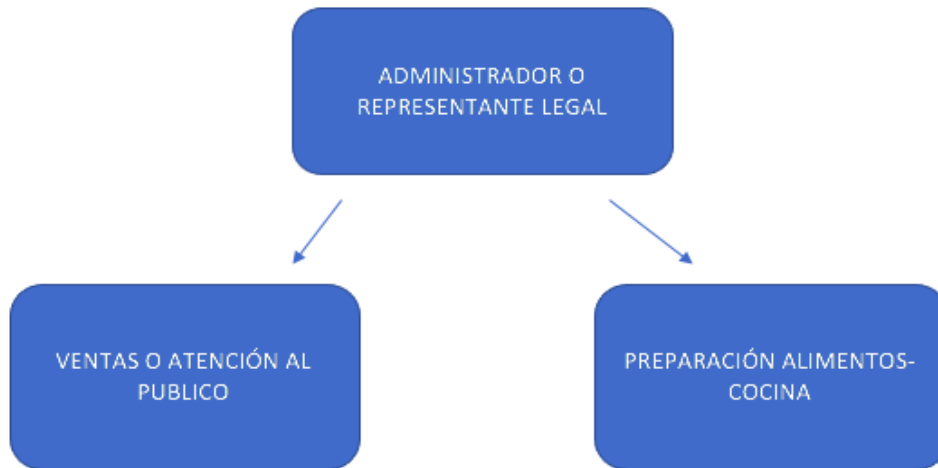 ADMINISTRADOR O
REPRESENTANTE LEGAL
VENTAS O ATENCIÓN AL
PUBLICO
PREPARACIÓN ALIMENTOS-
COCINA